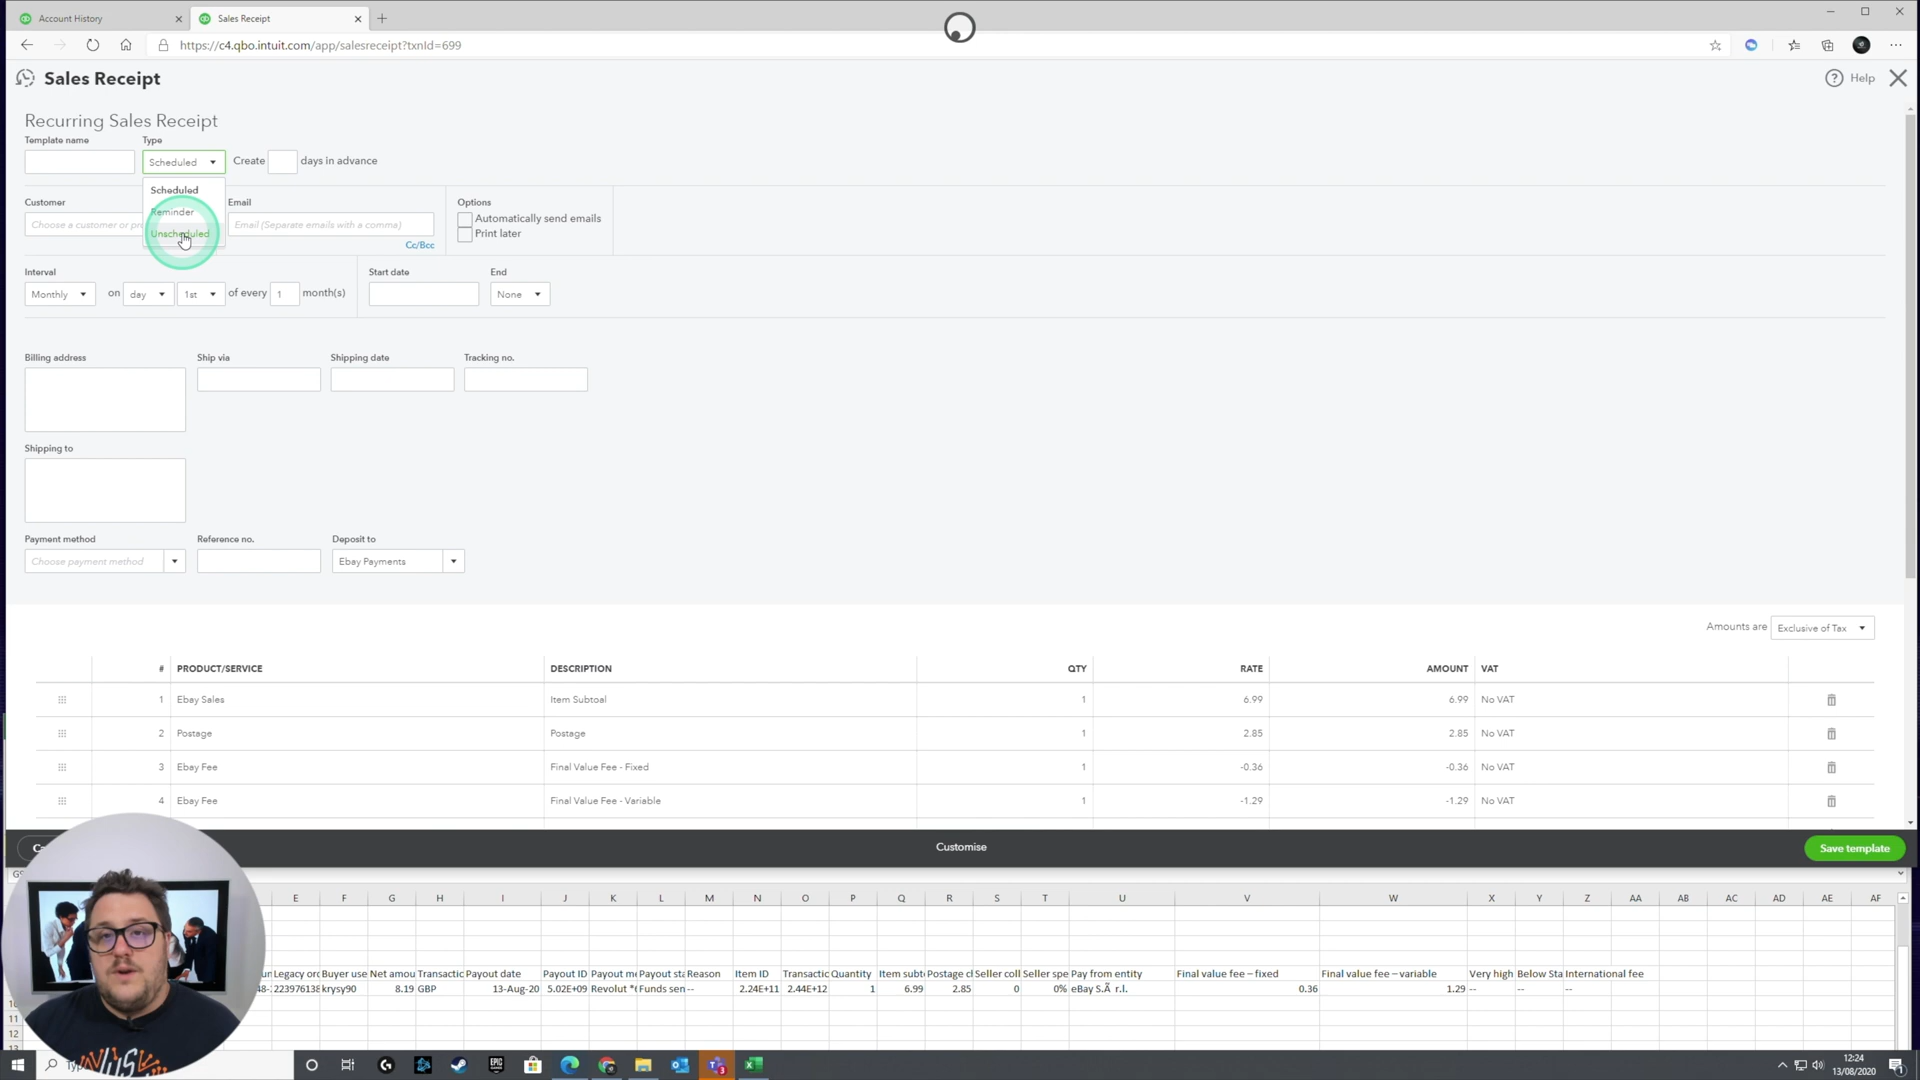 Account History
Sales Receipt
https://c4.qbo.intuit.com/app/salesreceipt?txnId=699
Sales Receipt
Help
Recurring Sales Receipt
Template name
Type
Scheduled
Create
days in advance
Scheduled
Reminder
Unscheduled
Customer
Email
Options
Choose a customer or pr
Email (Separate emails with a comma)
Automatically send emails
Print later
Cc/Bcc
Interval
Start date
End
Monthly
on
day
1st
of every
1
month(s)
None
Billing address
Ship via
Shipping date
Tracking no.
Shipping to
Payment method
Reference no.
Deposit to
Choose payment method
Ebay Payments
Amounts are
Exclusive of Tax
# PRODUCT/SERVICE DESCRIPTION QTY RATE AMOUNT VAT
1 Ebay Sales Item Subtoal 1 6.99 6.99 No VAT
2 Postage Postage 1 2.85 2.85 No VAT
3 Ebay Fee Final Value Fee - Fixed 1 -0.36 -0.36 No VAT
4 Ebay Fee Final Value Fee - Variable 1 -1.29 -1.29 No VAT
Customise
Save template
E F G H I J K L M N O P Q R S T U V W X Y Z AA AB AC AD AE AF
Legacy orc Buyer use Net amou Transactic Payout date Payout ID Payout me Payout sta Reason Item ID Transactic Quantity Item subt Postage c Seller coll Seller spe Pay from entity Final value fee – fixed Final value fee – variable Very high Below Sta International fee
223976138 krysy90 8.19 GBP 13-Aug-20 5.02E+09 Revolut *6 Funds sen -- 2.24E+11 2.44E+12 1 6.99 2.85 0 0% eBay S.Ã r.l. 0.36 1.29 -- -- --
10
11
12
13
12:24
13/08/2020